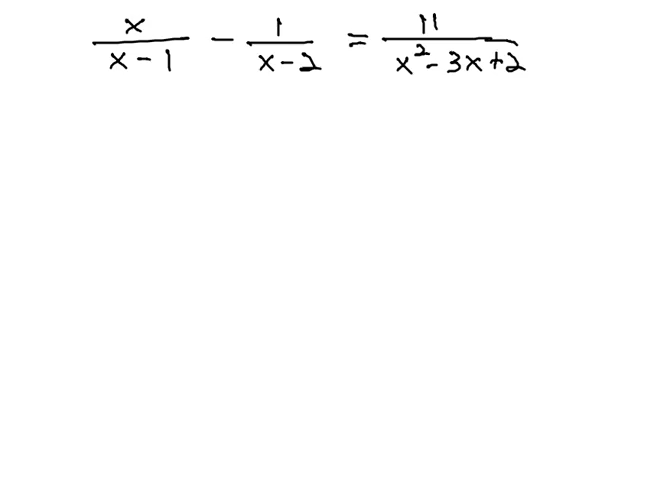 x/(x-1) - 1/(x-2) = 11/(x²-3x+2)